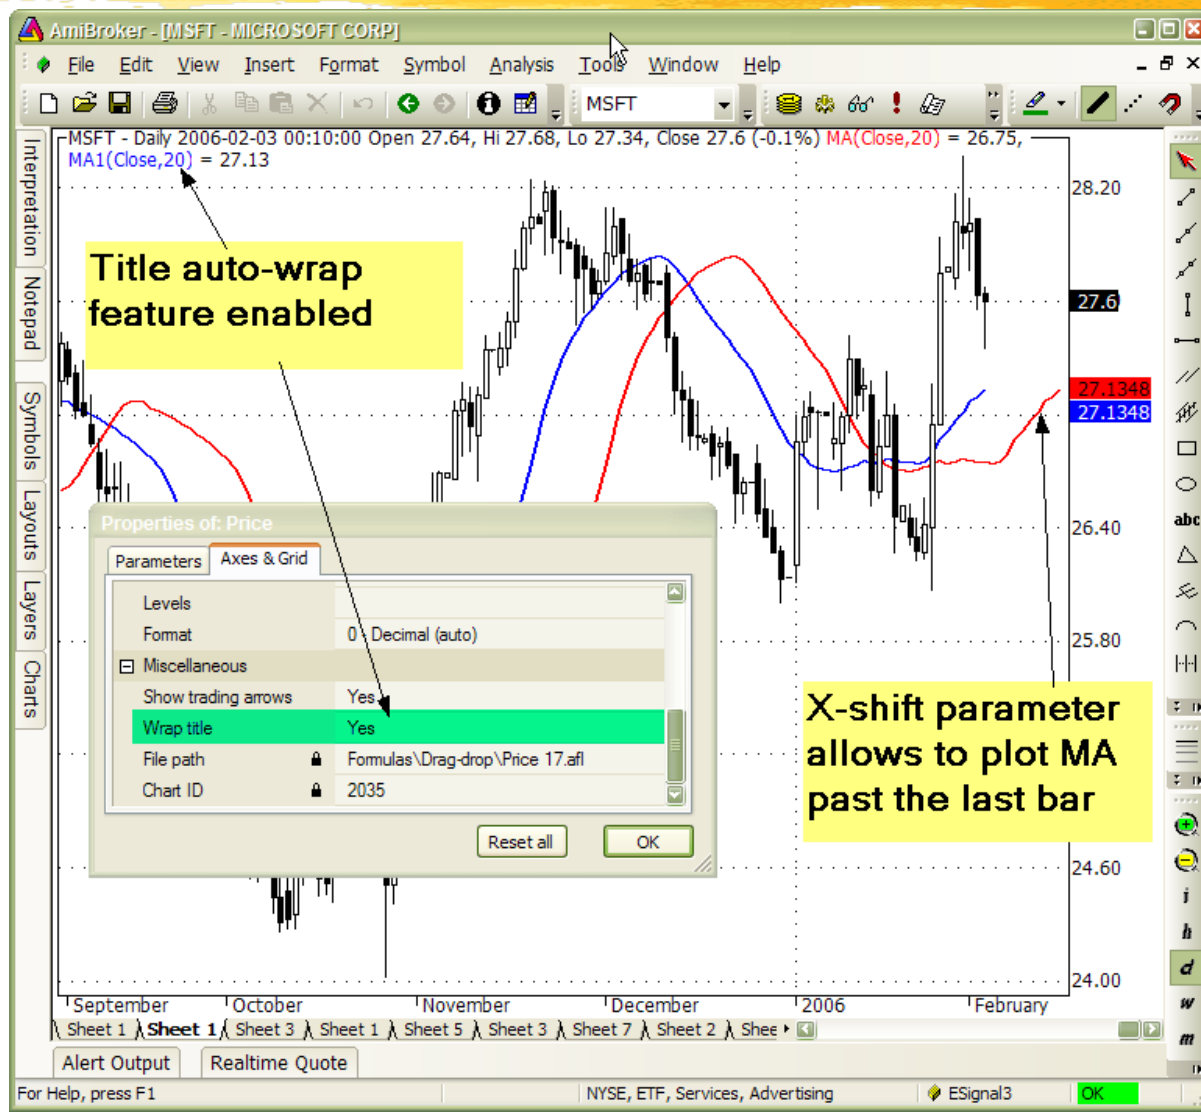 AmiBroker - [MSFT - MICROSOFT CORP]
File Edit View Insert Format Symbol Analysis Tools Window Help
MSFT
MSFT - Daily 2006-02-03 00:10:00 Open 27.64, Hi 27.68, Lo 27.34, Close 27.6 (-0.1%) MA(Close,20) = 26.75,
MA1(Close,20) = 27.13
Interpretation
Notepad
Symbols
Layouts
Layers
Charts
Title auto-wrap
feature enabled
28.20
27.6
27.1348
27.1348
26.40
25.80
24.60
24.00
abc
Properties of: Price
Parameters Axes & Grid
Levels
Format 0 - Decimal (auto)
Miscellaneous
Show trading arrows Yes
Wrap title Yes
File path Formulas\Drag-drop\Price 17.afl
Chart ID 2035
Reset all OK
X-shift parameter
allows to plot MA
past the last bar
i
h
d
w
m
September October November December 2006 February
Sheet 1 Sheet 1 Sheet 3 Sheet 1 Sheet 5 Sheet 3 Sheet 7 Sheet 2 Shee
Alert Output Realtime Quote
For Help, press F1 NYSE, ETF, Services, Advertising ESignal3 OK